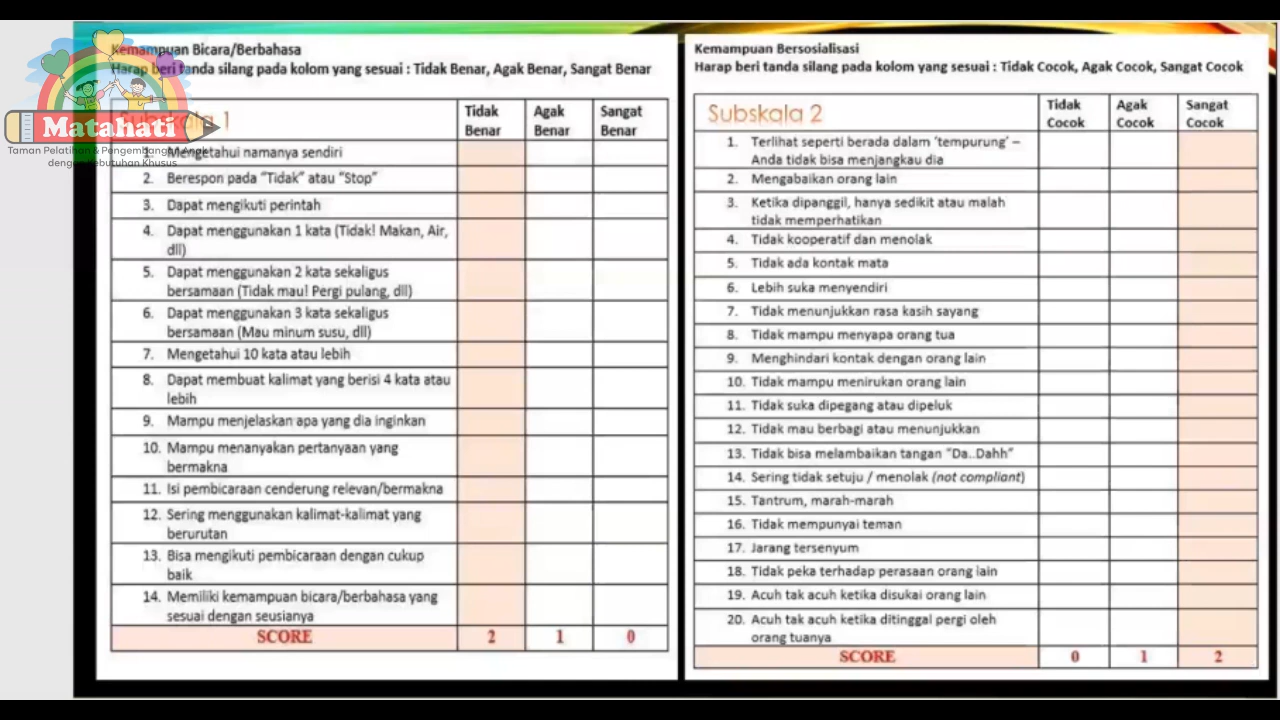 Kemampuan Bicara/Berbahasa
Harap beri tanda silang pada kolom yang sesuai : Tidak Benar, Agak Benar, Sangat Benar
Subskala 1
Tidak Benar
Agak Benar
Sangat Benar
1. Mengetahui namanya sendiri
2. Berespon pada "Tidak" atau "Stop"
3. Dapat mengikuti perintah
4. Dapat menggunakan 1 kata (Tidak! Makan, Air,
dll)
5. Dapat menggunakan 2 kata sekaligus
bersamaan (Tidak mau! Pergi pulang, dll)
6. Dapat menggunakan 3 kata sekaligus
bersamaan (Mau minum susu, dll)
7. Mengetahui 10 kata atau lebih
8. Dapat membuat kalimat yang berisi 4 kata atau
lebih
9. Mampu menjelaskan apa yang dia inginkan
10. Mampu menanyakan pertanyaan yang
bermakna
11. Isi pembicaraan cenderung relevan/bermakna
12. Sering menggunakan kalimat-kalimat yang
berurutan
13. Bisa mengikuti pembicaraan dengan cukup
baik
14. Memiliki kemampuan bicara/berbahasa yang
sesuai dengan seusianya
SCORE 2 1 0
Kemampuan Bersosialisasi
Harap beri tanda silang pada kolom yang sesuai : Tidak Cocok, Agak Cocok, Sangat Cocok
Subskala 2
Tidak Cocok
Agak Cocok
Sangat Cocok
1. Terlihat seperti berada dalam 'tempurung' –
Anda tidak bisa menjangkau dia
2. Mengabaikan orang lain
3. Ketika dipanggil, hanya sedikit atau malah
tidak memperhatikan
4. Tidak kooperatif dan menolak
5. Tidak ada kontak mata
6. Lebih suka menyendiri
7. Tidak menunjukkan rasa kasih sayang
8. Tidak mampu menyapa orang tua
9. Menghindari kontak dengan orang lain
10. Tidak mampu menirukan orang lain
11. Tidak suka dipegang atau dipeluk
12. Tidak mau berbagi atau menunjukkan
13. Tidak bisa melambaikan tangan "Da..Dahh"
14. Sering tidak setuju / menolak (not compliant)
15. Tantrum, marah-marah
16. Tidak mempunyai teman
17. Jarang tersenyum
18. Tidak peka terhadap perasaan orang lain
19. Acuh tak acuh ketika disukai orang lain
20. Acuh tak acuh ketika ditinggal pergi oleh
orang tuanya
SCORE 0 1 2
Matahati
Taman Pelatihan & Pengembangan Anak
dengan Kebutuhan Khusus